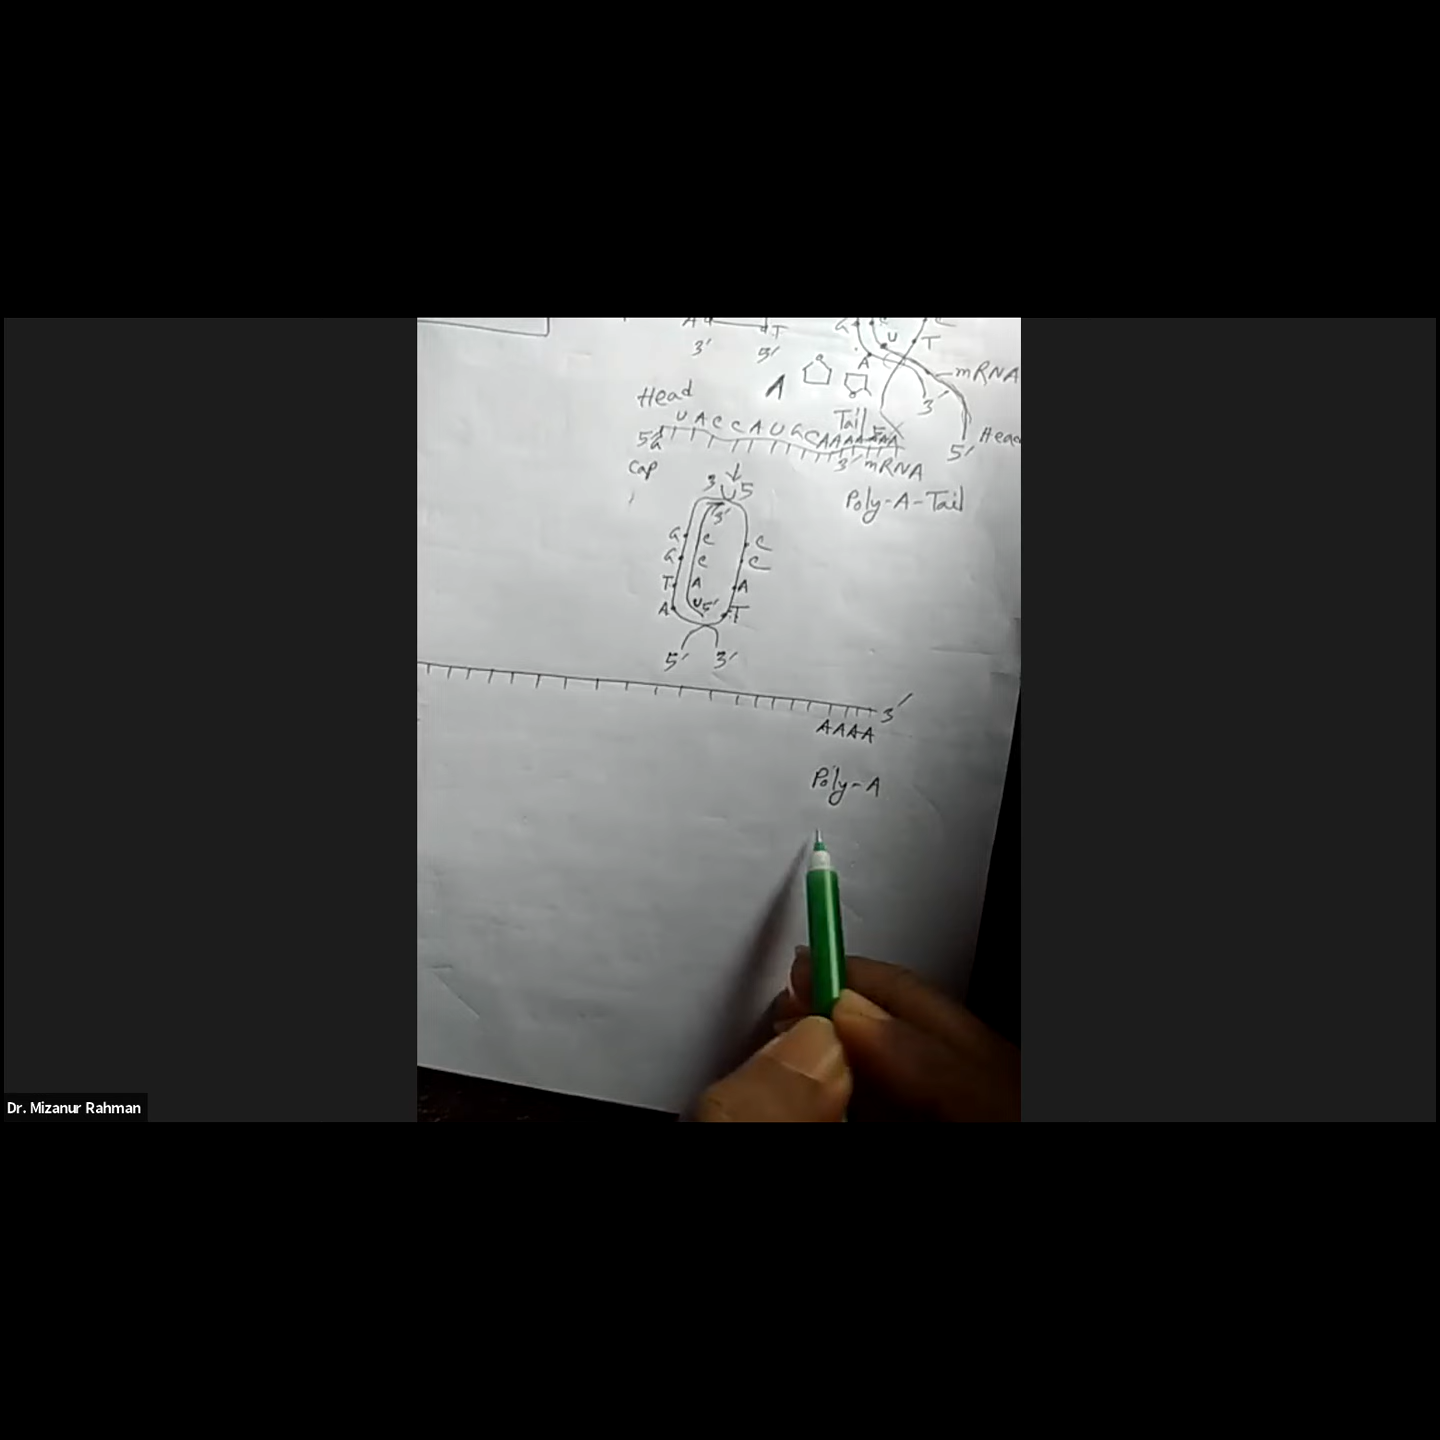 A T
3' 5'
G C C
U T
A
mRNA
3'
Head
5'
A
Head
U A C C A U G C A A A A A A A
Tail
5' G
3' mRNA
Cap
Poly-A-Tail
3 5
3'
G C C
G C C
T A A
A U 5' T
5' 3'
3'
AAAA
Poly-A
Dr. Mizanur Rahman